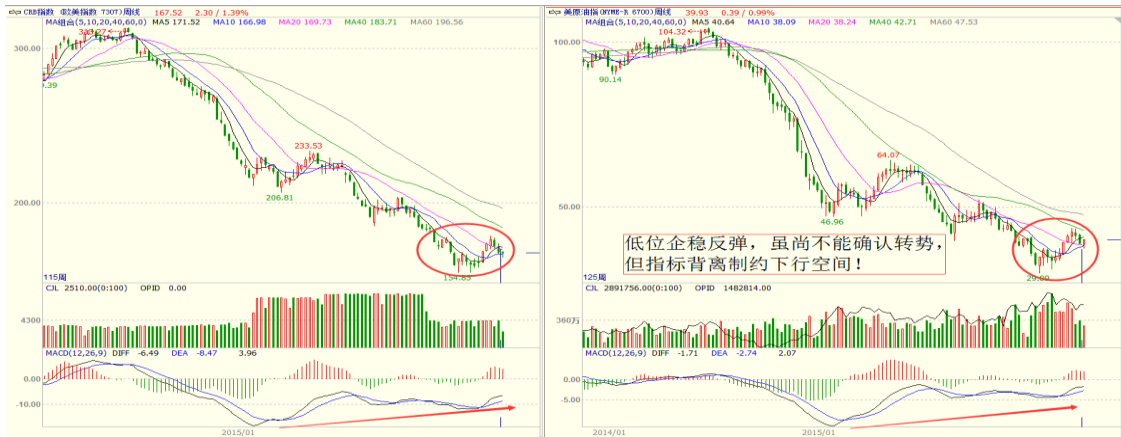 CRB指数 (欧美指数 7307)周线 167.52 2.30 / 1.39%
MA组合(5,10,20,40,60,0) MA5 171.52 MA10 166.98 MA20 169.73 MA40 183.71 MA60 196.56
300.00
233.53
206.81
200.00
154.83
115周
CJL 2510.00(0:100) OPID 0.00
4300
MACD(12,26,9) DIFF -6.49 DEA -8.47 3.96
0.00
-10.00
2015/01
美原油指(NYME-R 6700)周线 39.93 0.39 / 0.99%
MA组合(5,10,20,40,60,0) MA5 40.64 MA10 38.09 MA20 38.24 MA40 42.71 MA60 47.53
104.32
100.00
90.14
64.07
50.00
46.96
低位企稳反弹，虽尚不能确认转势，
但指标背离制约下行空间！
125周
CJL 2891756.00(0:100) OPID 1482814.00
360万
MACD(12,26,9) DIFF -1.71 DEA -2.74 2.07
0.00
-5.00
2014/01 2015/01